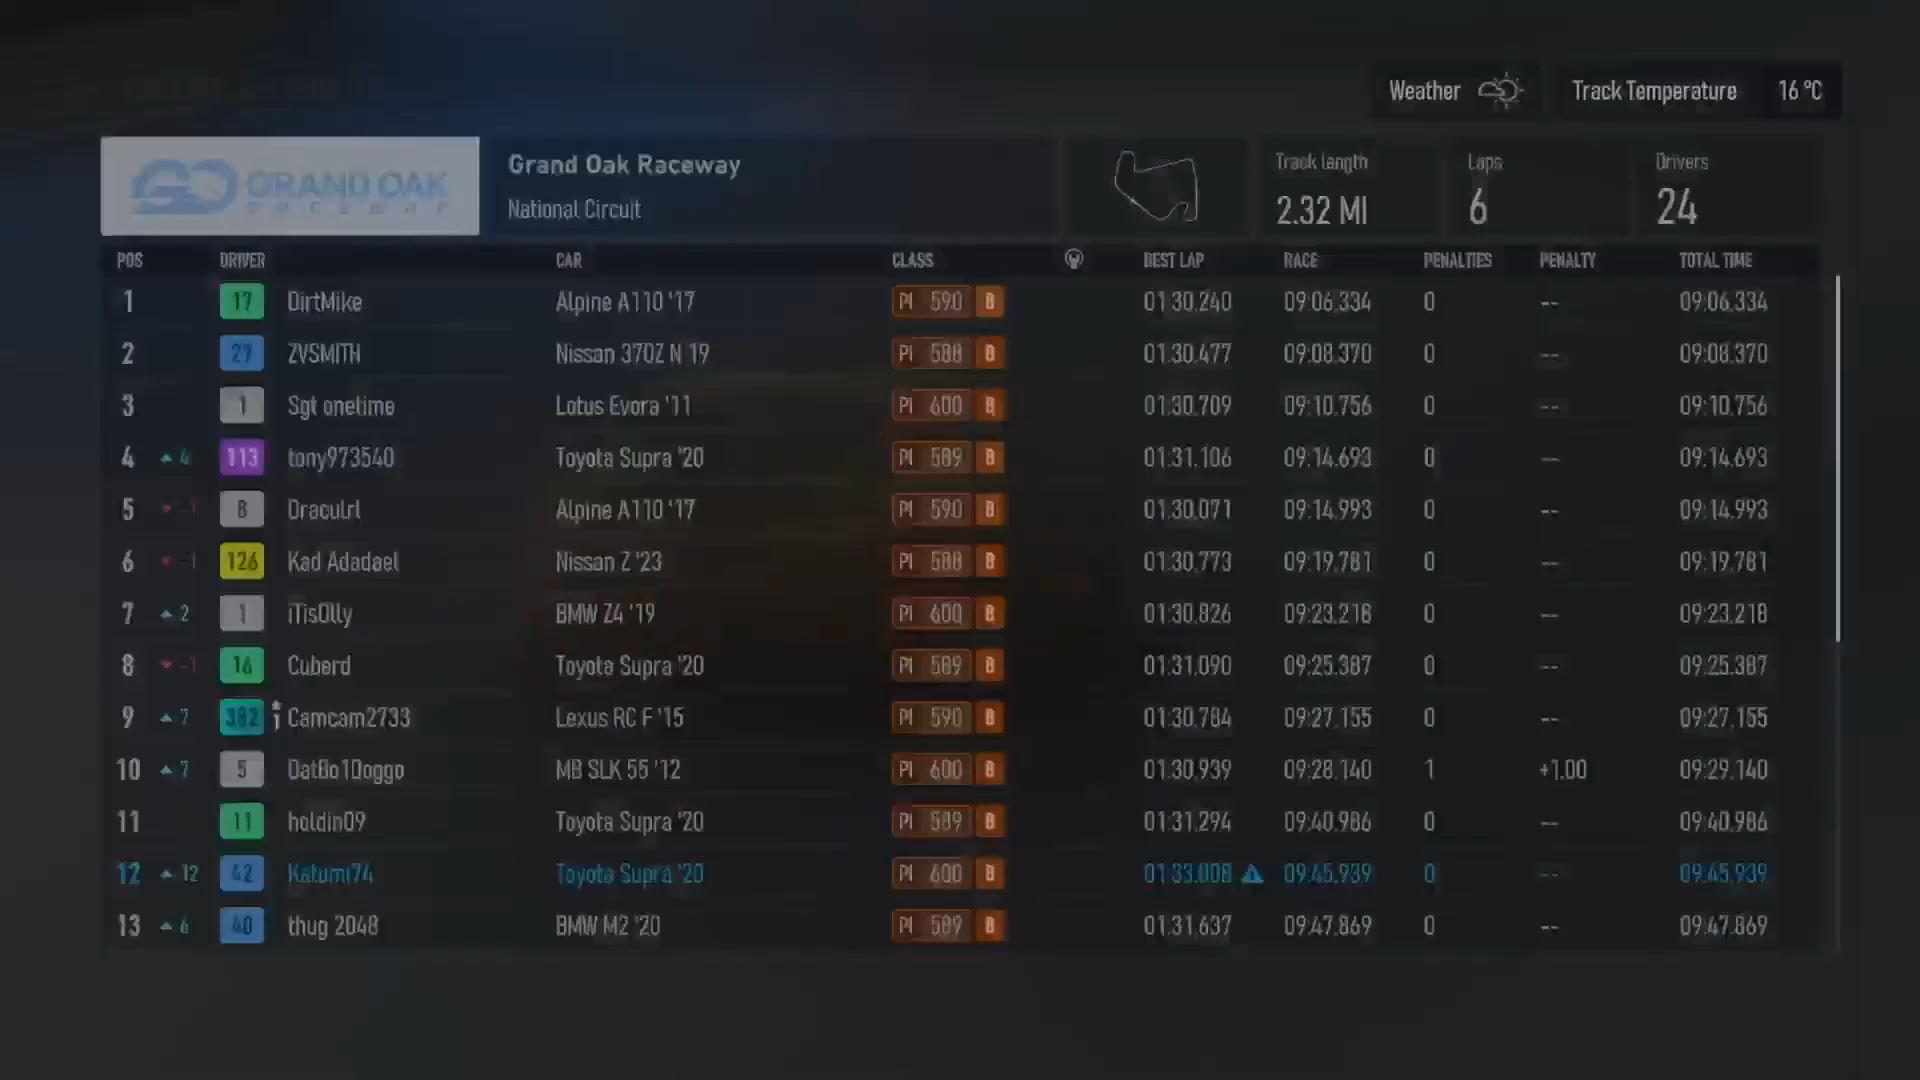 Weather Track Temperature 16 °C
GRAND OAK RACEWAY
Grand Oak Raceway
National Circuit
Track length
2.32 MI
Laps
6
Drivers
24
POS DRIVER CAR CLASS BEST LAP RACE PENALTIES PENALTY TOTAL TIME
1 17 DirtMike Alpine A110 '17 PI 590 B 01:30.240 09:06.334 0 -- 09:06.334
2 27 ZVSMITH Nissan 370Z N 19 PI 588 B 01:30.477 09:08.370 0 -- 09:08.370
3 1 Sgt onetime Lotus Evora '11 PI 600 B 01:30.709 09:10.756 0 -- 09:10.756
4 4 113 tony973540 Toyota Supra '20 PI 589 B 01:31.106 09:14.693 0 -- 09:14.693
5 -1 8 Draculrl Alpine A110 '17 PI 590 B 01:30.071 09:14.993 0 -- 09:14.993
6 -1 126 Kad Adadael Nissan Z '23 PI 588 B 01:30.773 09:19.781 0 -- 09:19.781
7 2 1 iTisOlly BMW Z4 '19 PI 600 B 01:30.826 09:23.218 0 -- 09:23.218
8 -1 16 Cuberd Toyota Supra '20 PI 589 B 01:31.090 09:25.387 0 -- 09:25.387
9 7 382 Camcam2733 Lexus RC F '15 PI 590 B 01:30.784 09:27.155 0 -- 09:27.155
10 7 5 DatBo1Doggo MB SLK 55 '12 PI 600 B 01:30.939 09:28.140 1 +1.00 09:29.140
11 11 holdin09 Toyota Supra '20 PI 589 B 01:31.294 09:40.986 0 -- 09:40.986
12 12 42 Katumi74 Toyota Supra '20 PI 600 B 01:33.008 09:45.939 0 -- 09:45.939
13 6 40 thug 2048 BMW M2 '20 PI 589 B 01:31.637 09:47.869 0 -- 09:47.869